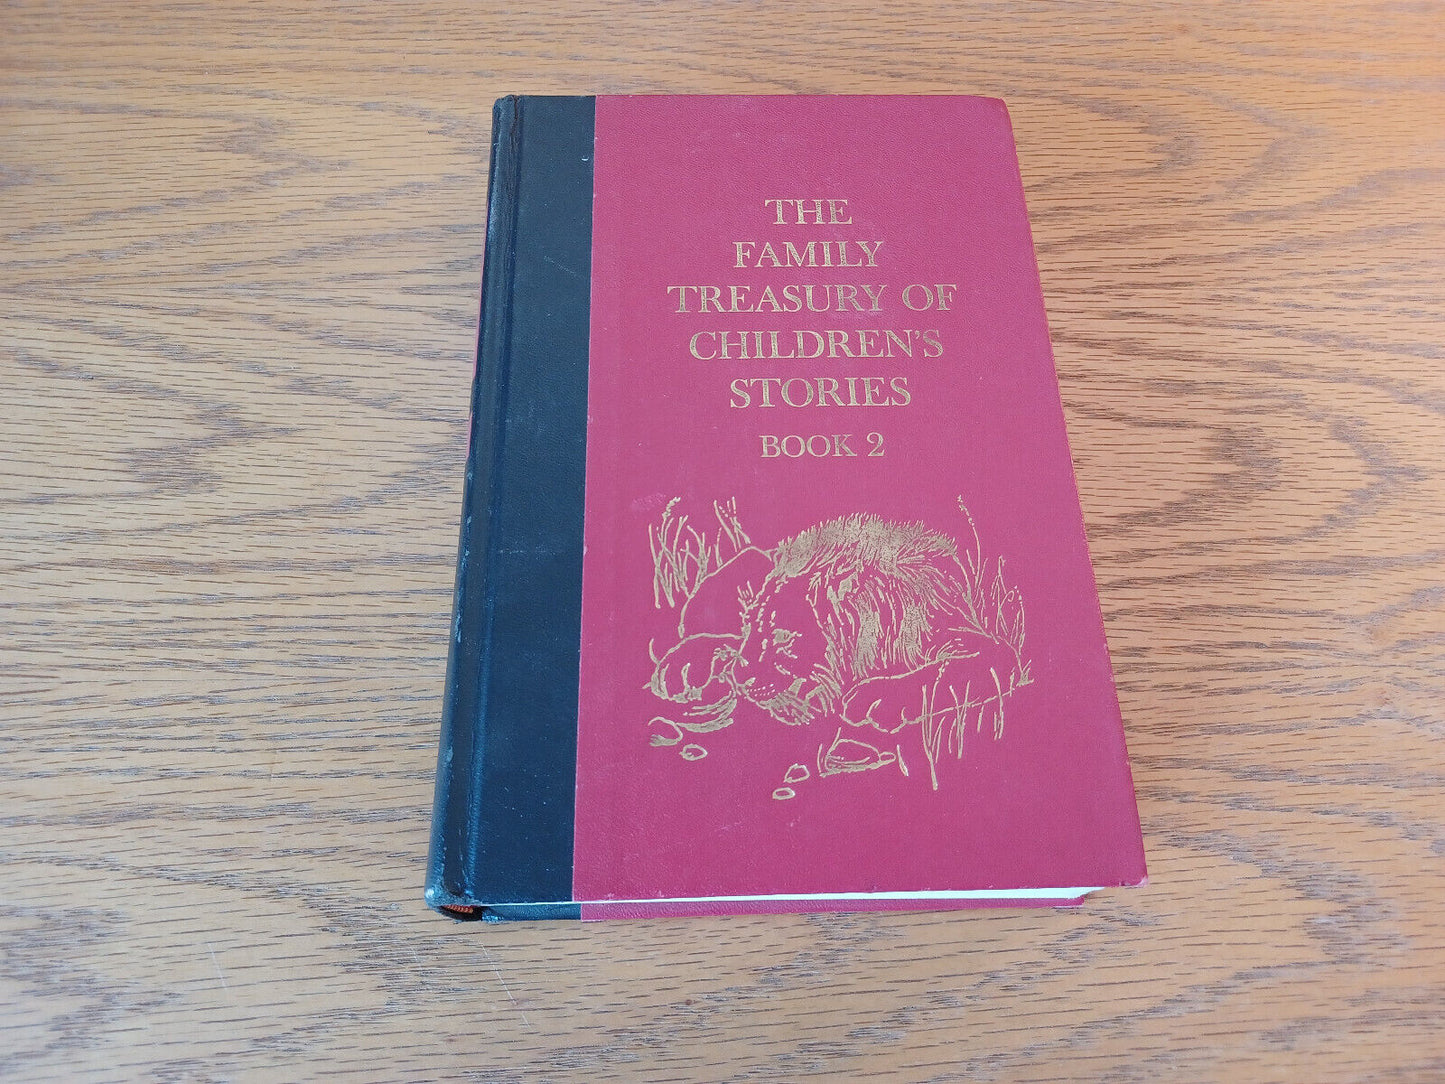 THE
FAMILY
TREASURY OF
CHILDREN'S
STORIES
BOOK 2